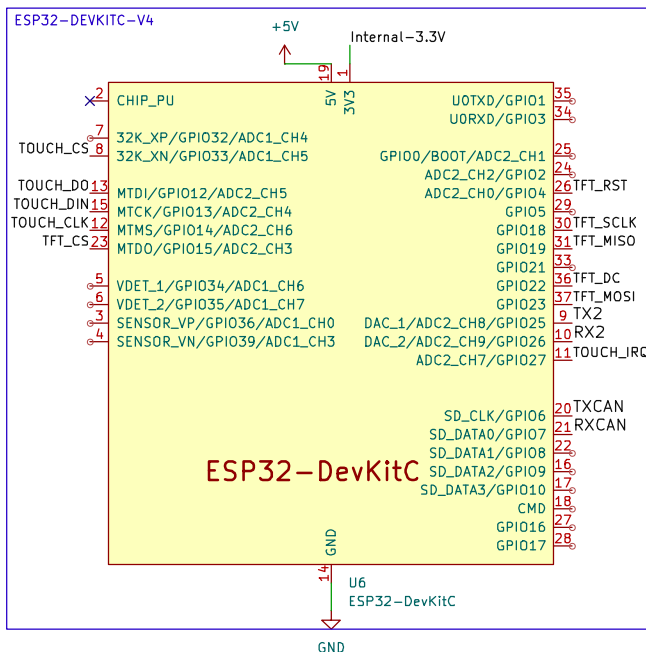 ESP32-DEVKITC-V4
+5V
Internal-3.3V
19
1
5V
3V3
2 CHIP_PU
U0TXD/GPIO1 35
U0RXD/GPIO3 34
7 32K_XP/GPIO32/ADC1_CH4
TOUCH_CS 8 32K_XN/GPIO33/ADC1_CH5
GPIO0/BOOT/ADC2_CH1 25
ADC2_CH2/GPIO2 24
TOUCH_DO 13 MTDI/GPIO12/ADC2_CH5
ADC2_CH0/GPIO4 26 TFT_RST
TOUCH_DIN 15 MTCK/GPIO13/ADC2_CH4
GPIO5 29
TOUCH_CLK 12 MTMS/GPIO14/ADC2_CH6
GPIO18 30 TFT_SCLK
TFT_CS 23 MTDO/GPIO15/ADC2_CH3
GPIO19 31 TFT_MISO
GPIO21 33
5 VDET_1/GPIO34/ADC1_CH6
GPIO22 36 TFT_DC
6 VDET_2/GPIO35/ADC1_CH7
GPIO23 37 TFT_MOSI
3 SENSOR_VP/GPIO36/ADC1_CH0
DAC_1/ADC2_CH8/GPIO25 9 TX2
4 SENSOR_VN/GPIO39/ADC1_CH3
DAC_2/ADC2_CH9/GPIO26 10 RX2
ADC2_CH7/GPIO27 11 TOUCH_IRQ
SD_CLK/GPIO6 20 TXCAN
SD_DATA0/GPIO7 21 RXCAN
SD_DATA1/GPIO8 22
SD_DATA2/GPIO9 16
ESP32-DevKitC
SD_DATA3/GPIO10 17
CMD 18
GPIO16 27
GPIO17 28
GND
14
U6
ESP32-DevKitC
GND